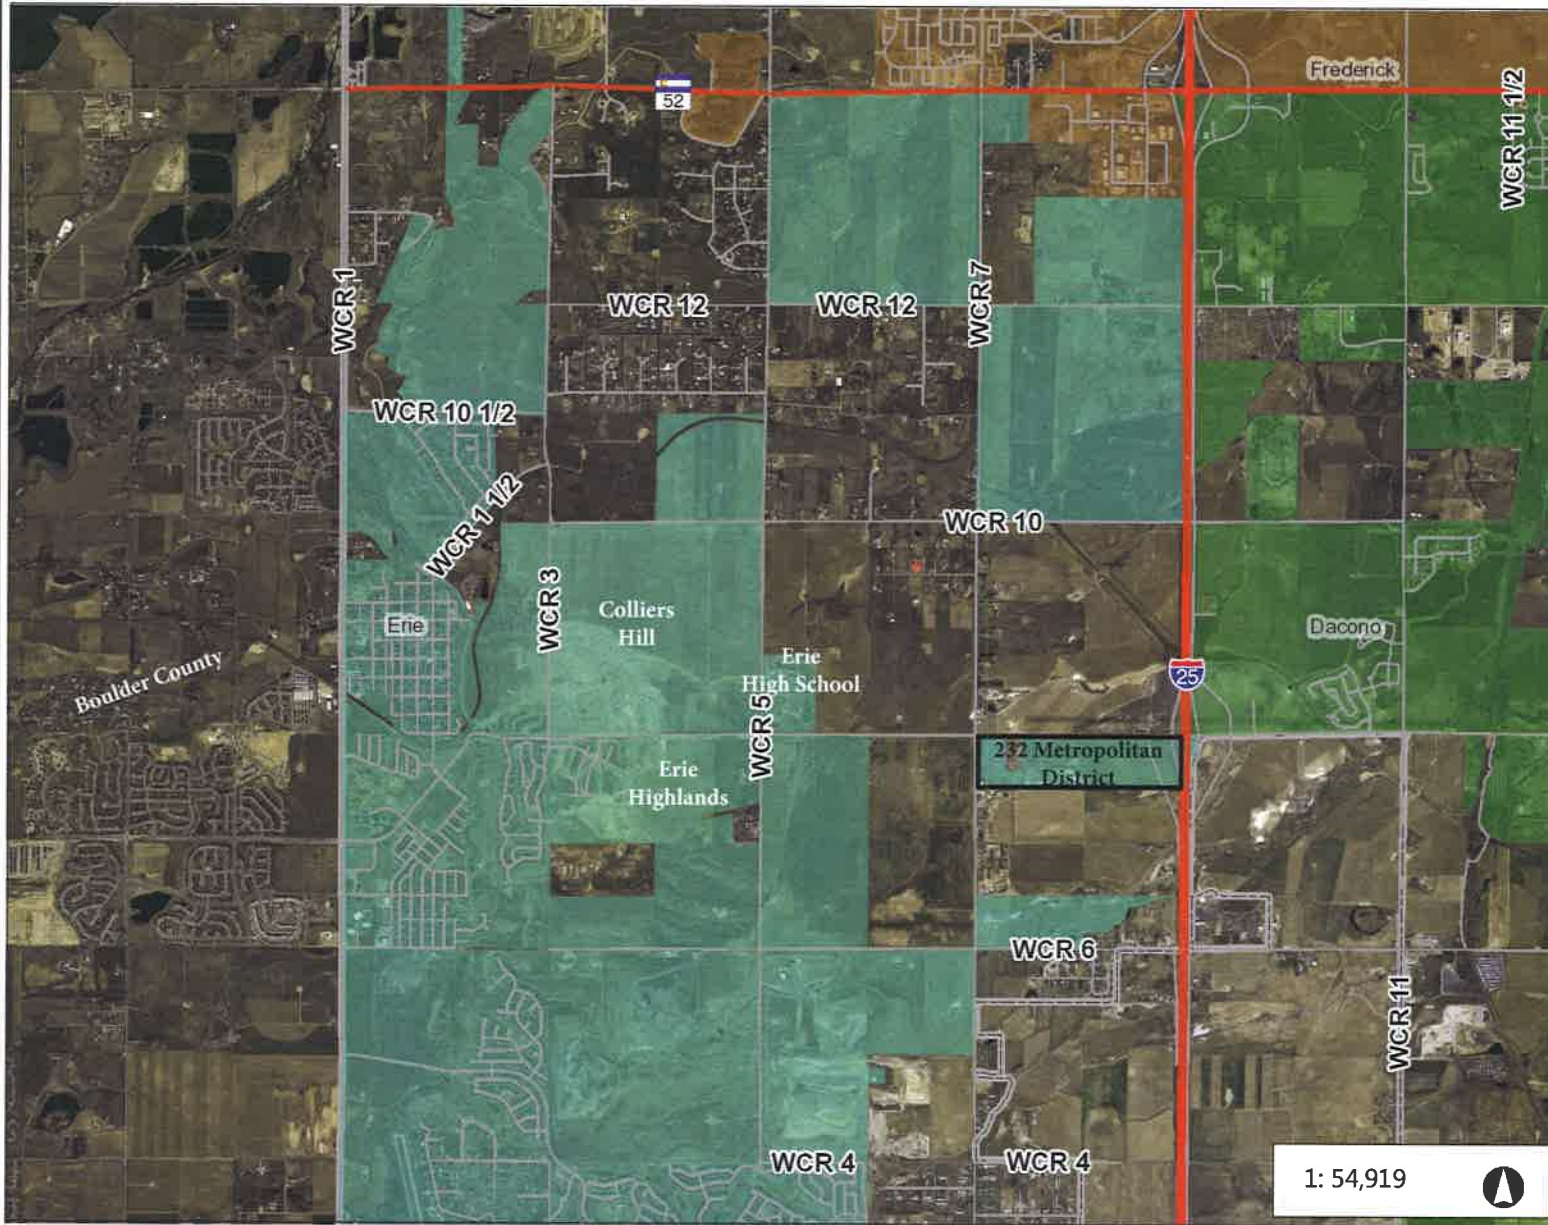 Frederick
52
WCR 11 1/2
WCR 1
WCR 12
WCR 12
WCR 7
WCR 10 1/2
WCR 1 1/2
WCR 10
WCR 3
Colliers
Hill
Erie
Dacono
Boulder County
Erie
High School
25
WCR 5
232 Metropolitan
District
Erie
Highlands
WCR 6
WCR 11
WCR 4
WCR 4
1: 54,919